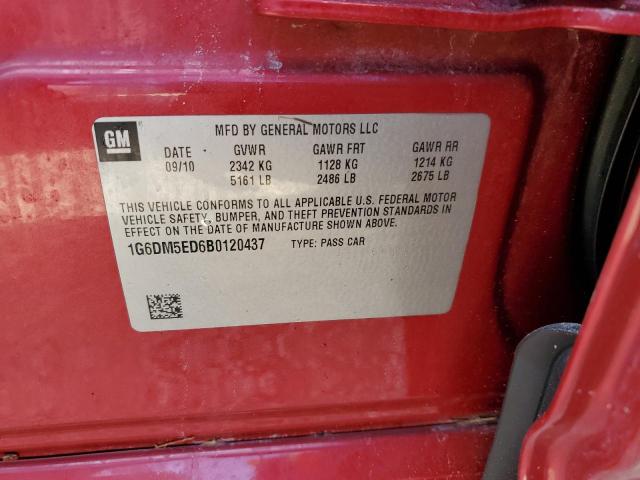 GM
MFD BY GENERAL MOTORS LLC
DATE GVWR GAWR FRT GAWR RR
09/10 2342 KG 1128 KG 1214 KG
5161 LB 2486 LB 2675 LB
THIS VEHICLE CONFORMS TO ALL APPLICABLE U.S. FEDERAL MOTOR
VEHICLE SAFETY, BUMPER, AND THEFT PREVENTION STANDARDS IN
EFFECT ON THE DATE OF MANUFACTURE SHOWN ABOVE.
1G6DM5ED6B0120437 TYPE: PASS CAR